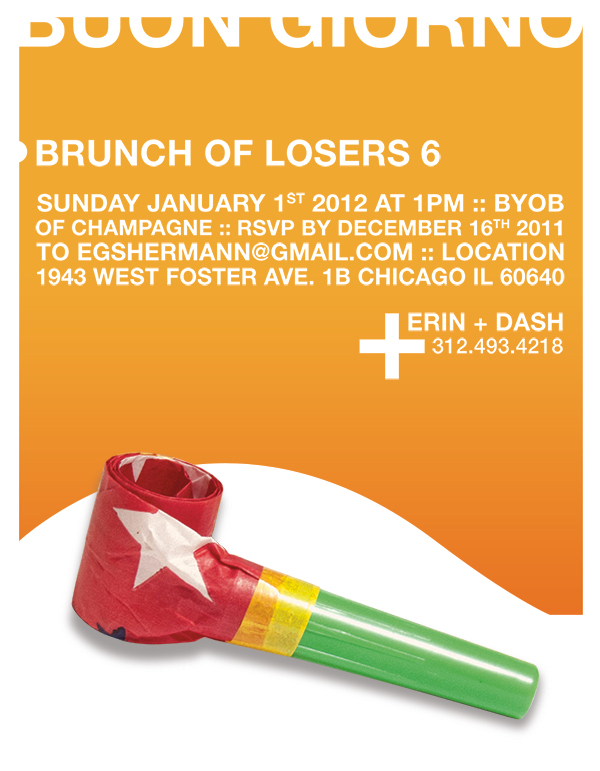 BUON GIORNO
BRUNCH OF LOSERS 6
SUNDAY JANUARY 1ST 2012 AT 1PM :: BYOB
OF CHAMPAGNE :: RSVP BY DECEMBER 16TH 2011
TO EGSHERMANN@GMAIL.COM :: LOCATION
1943 WEST FOSTER AVE. 1B CHICAGO IL 60640
ERIN + DASH
312.493.4218